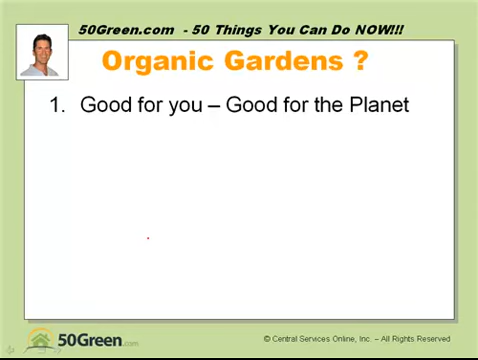 50Green.com - 50 Things You Can Do NOW!!!
Organic Gardens ?
1. Good for you – Good for the Planet
50Green.com
© Central Services Online, Inc. – All Rights Reserved